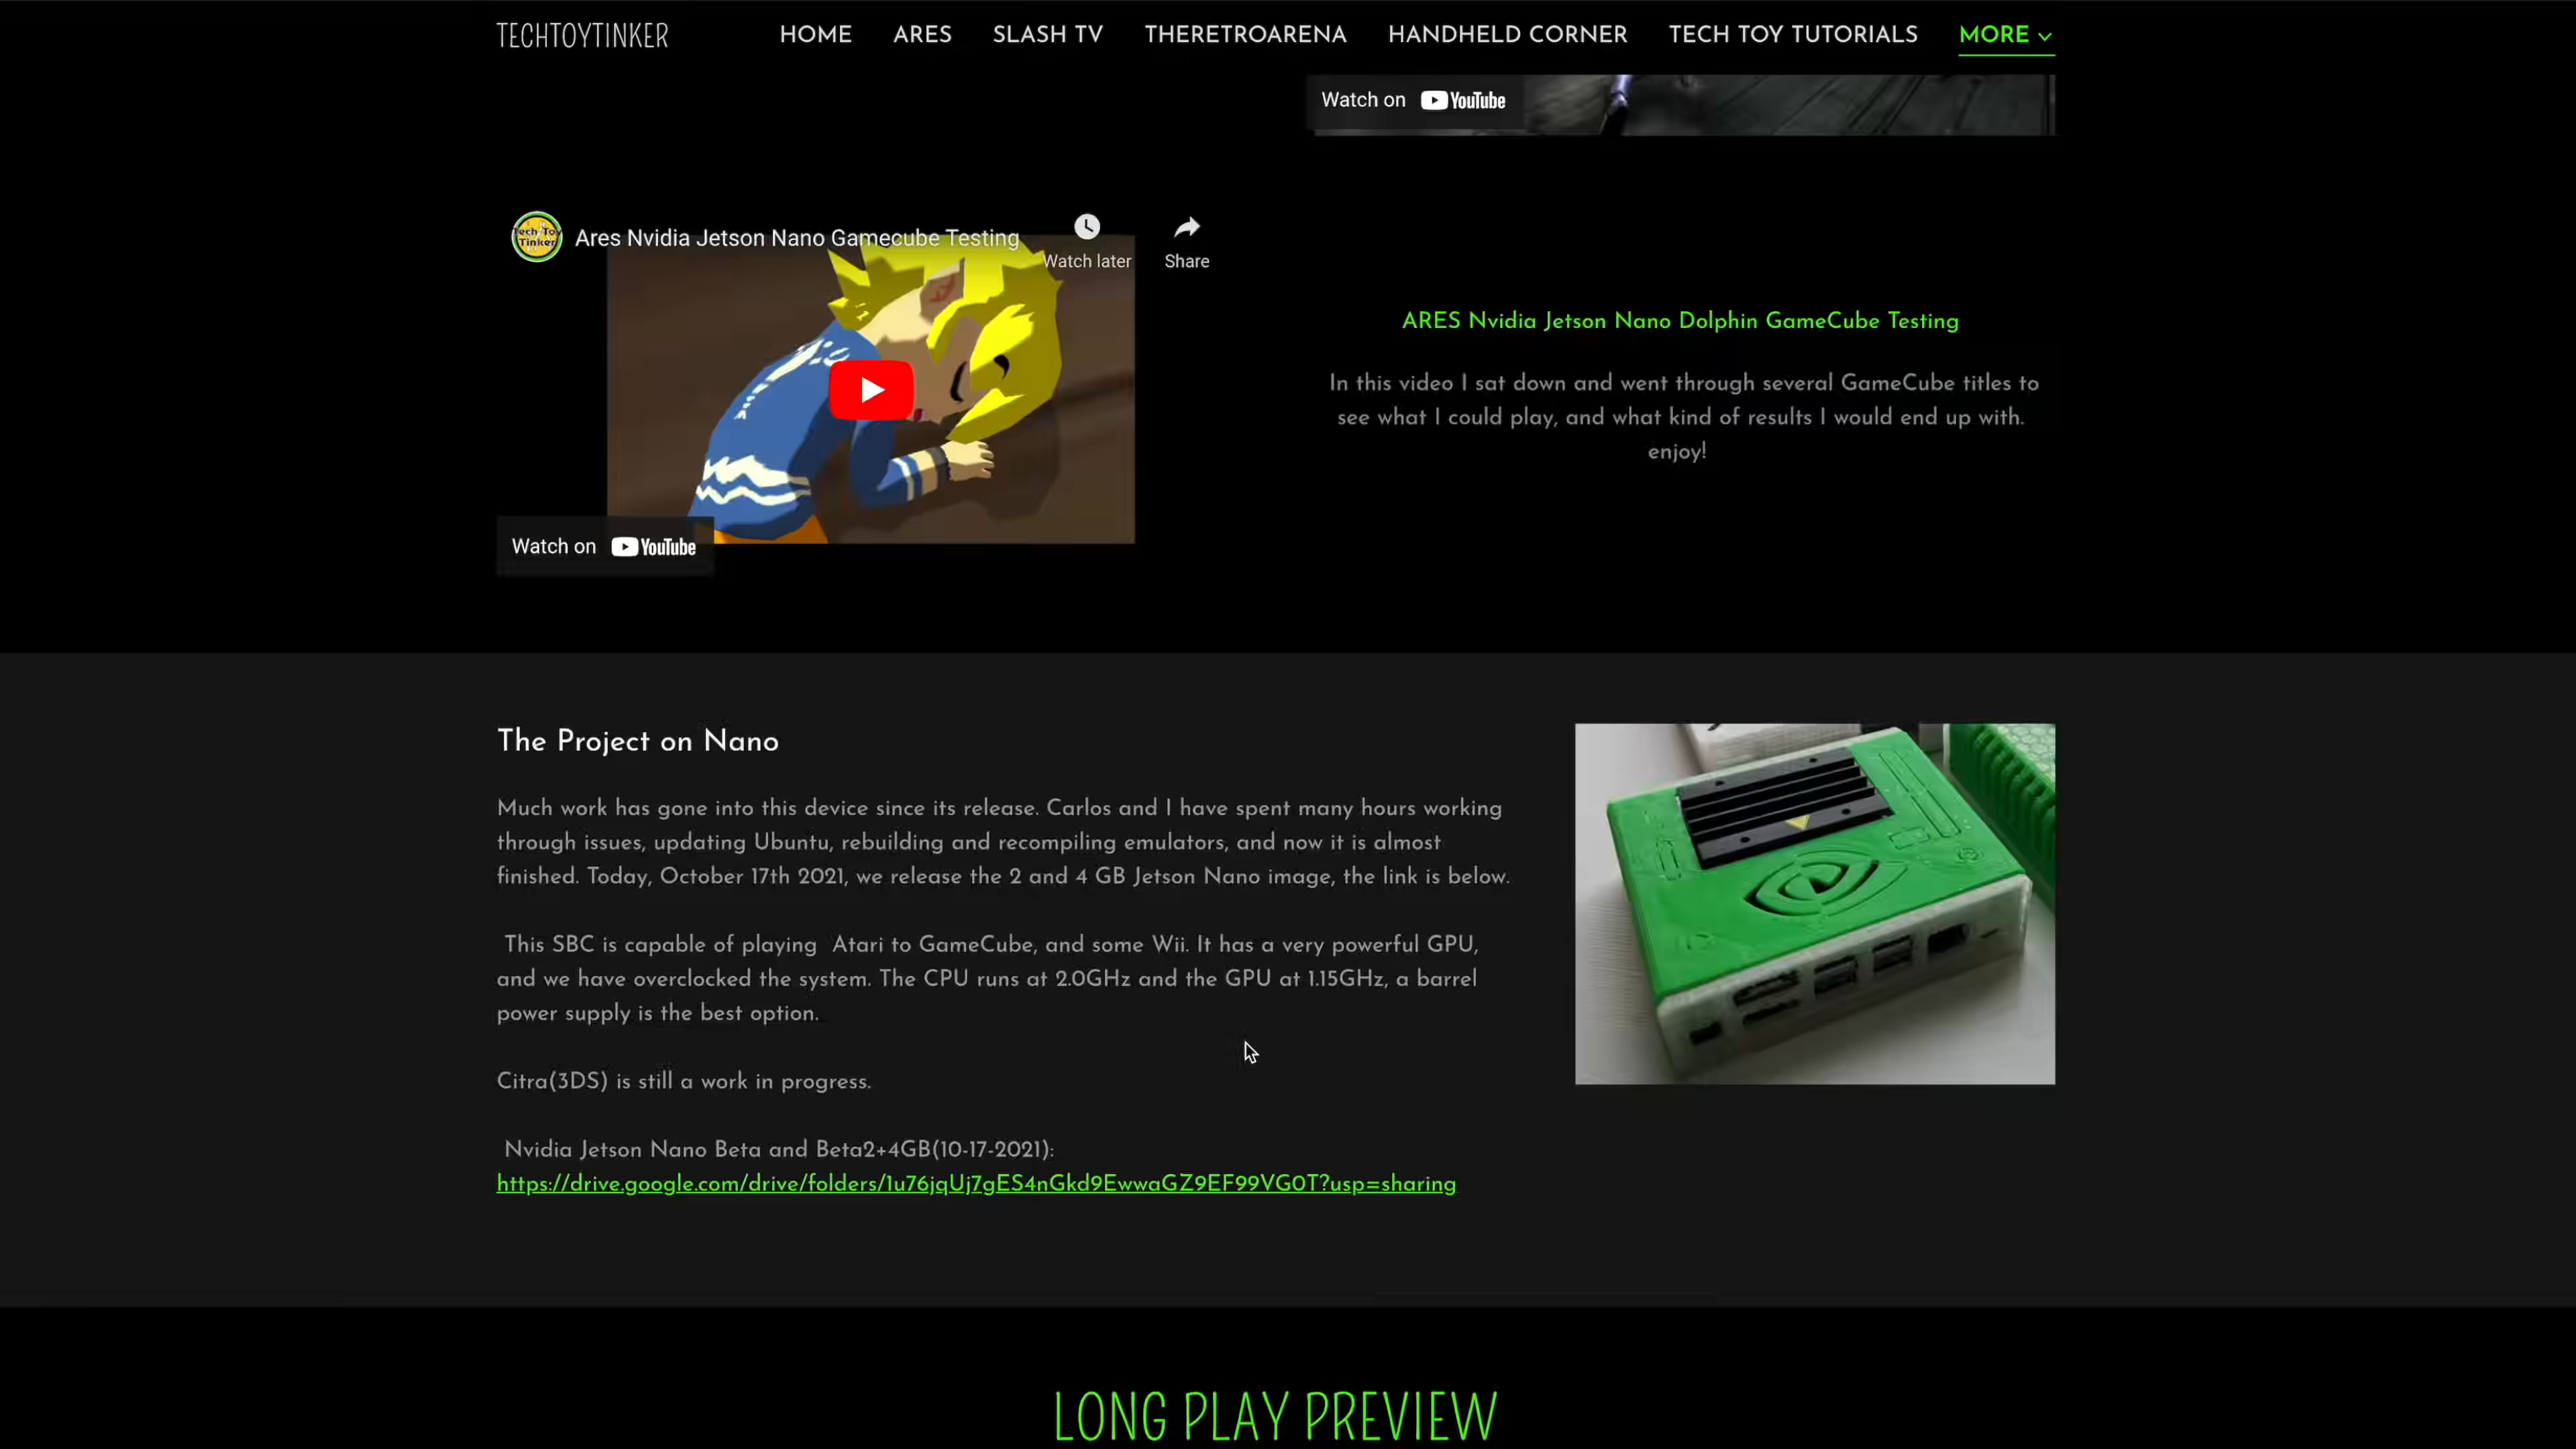 TECHTOYTINKER
HOME
ARES
SLASH TV
THERETROARENA
HANDHELD CORNER
TECH TOY TUTORIALS
MORE
Watch on YouTube
Tech Toy
Tinker
Ares Nvidia Jetson Nano Gamecube Testing
Watch later
Share
Watch on YouTube
ARES Nvidia Jetson Nano Dolphin GameCube Testing
In this video I sat down and went through several GameCube titles to
see what I could play, and what kind of results I would end up with.
enjoy!
The Project on Nano
Much work has gone into this device since its release. Carlos and I have spent many hours working
through issues, updating Ubuntu, rebuilding and recompiling emulators, and now it is almost
finished. Today, October 17th 2021, we release the 2 and 4 GB Jetson Nano image, the link is below.
This SBC is capable of playing Atari to GameCube, and some Wii. It has a very powerful GPU,
and we have overclocked the system. The CPU runs at 2.0GHz and the GPU at 1.15GHz, a barrel
power supply is the best option.
Citra(3DS) is still a work in progress.
Nvidia Jetson Nano Beta and Beta2+4GB(10-17-2021):
https://drive.google.com/drive/folders/1u76jqUj7gES4nGkd9EwwaGZ9EF99VG0T?usp=sharing
LONG PLAY PREVIEW